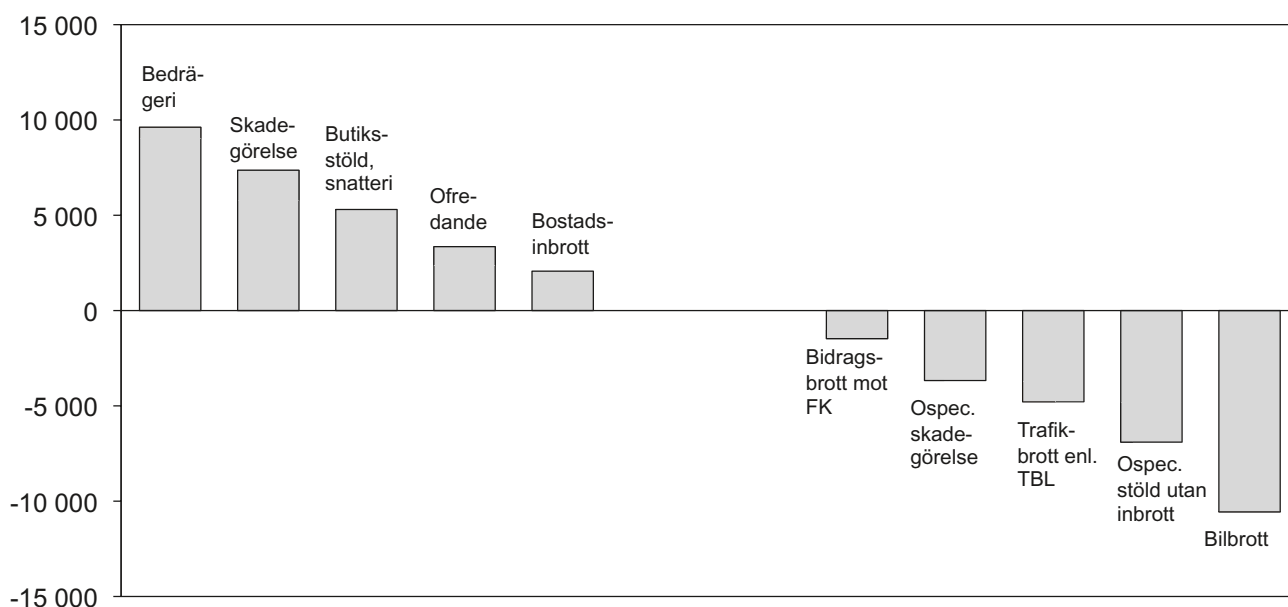 15 000
10 000
5 000
0
-5 000
-10 000
-15 000
Bedrä-
geri
Skade-
görelse
Butiks-
stöld,
snatteri
Ofre-
dande
Bostads-
inbrott
Bidrags-
brott mot
FK
Ospec.
skade-
görelse
Trafik-
brott enl.
TBL
Ospec.
stöld utan
inbrott
Bilbrott